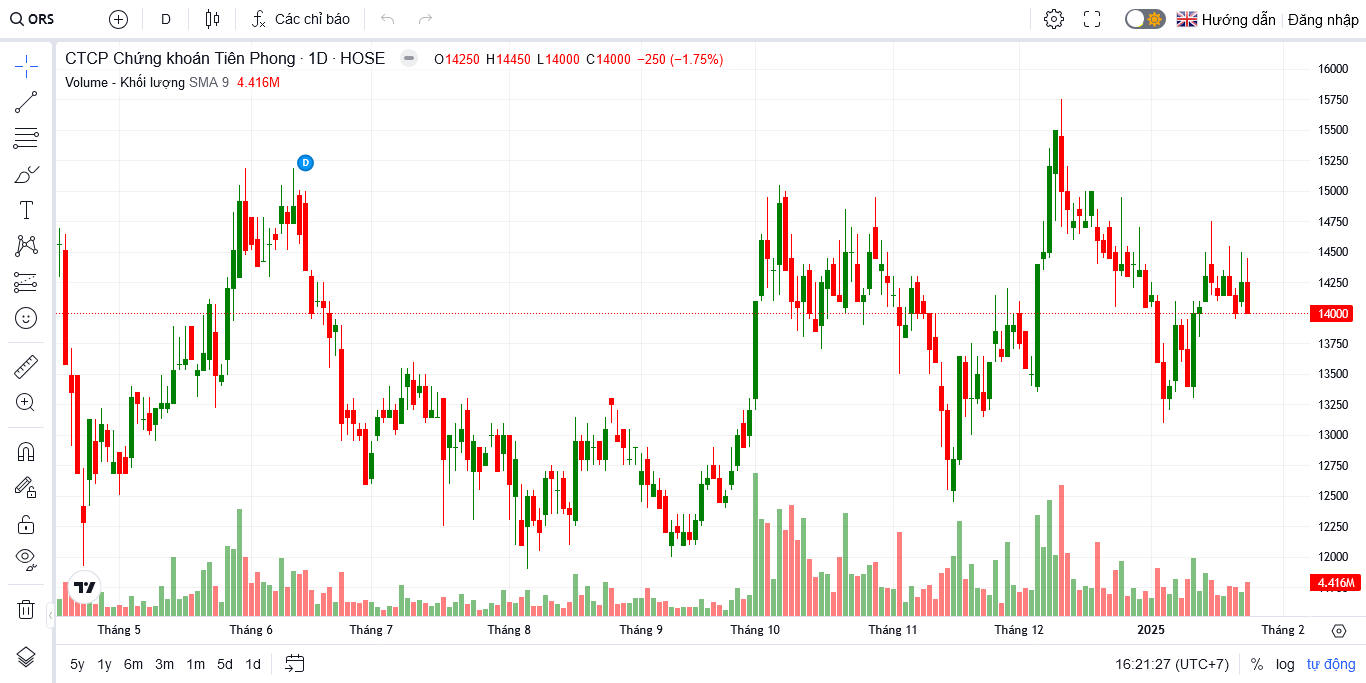 ORS D Các chỉ báo Hướng dẫn Đăng nhập
CTCP Chứng khoán Tiên Phong · 1D · HOSE O14250 H14450 L14000 C14000 −250 (−1.75%)
Volume - Khối lượng SMA 9 4.416M
D
16000
15750
15500
15250
15000
14750
14500
14250
14000
13750
13500
13250
13000
12750
12500
12250
12000
4.416M
Tháng 5 Tháng 6 Tháng 7 Tháng 8 Tháng 9 Tháng 10 Tháng 11 Tháng 12 2025 Tháng 2
5y 1y 6m 3m 1m 5d 1d 16:21:27 (UTC+7) % log tự động